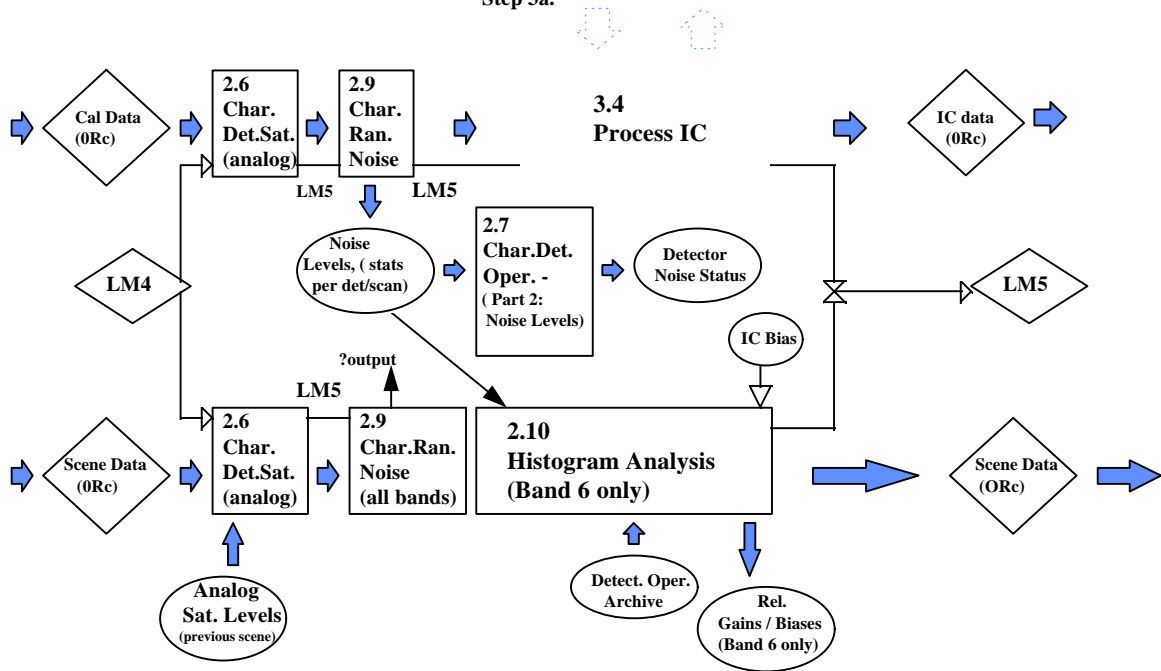 Step 3a.
Cal Data
(0Rc)
2.6
Char.
Det.Sat.
(analog)
2.9
Char.
Ran.
Noise
3.4
Process IC
IC data
(0Rc)
LM5
LM5
LM4
Noise
Levels, ( stats
per det/scan)
2.7
Char.Det.
Oper. -
( Part 2:
Noise Levels)
Detector
Noise Status
LM5
IC Bias
?output
LM5
Scene Data
(0Rc)
2.6
Char.
Det.Sat.
(analog)
2.9
Char.Ran.
Noise
(all bands)
2.10
Histogram Analysis
(Band 6 only)
Scene Data
(ORc)
Analog
Sat. Levels
(previous scene)
Detect. Oper.
Archive
Rel.
Gains / Biases
(Band 6 only)